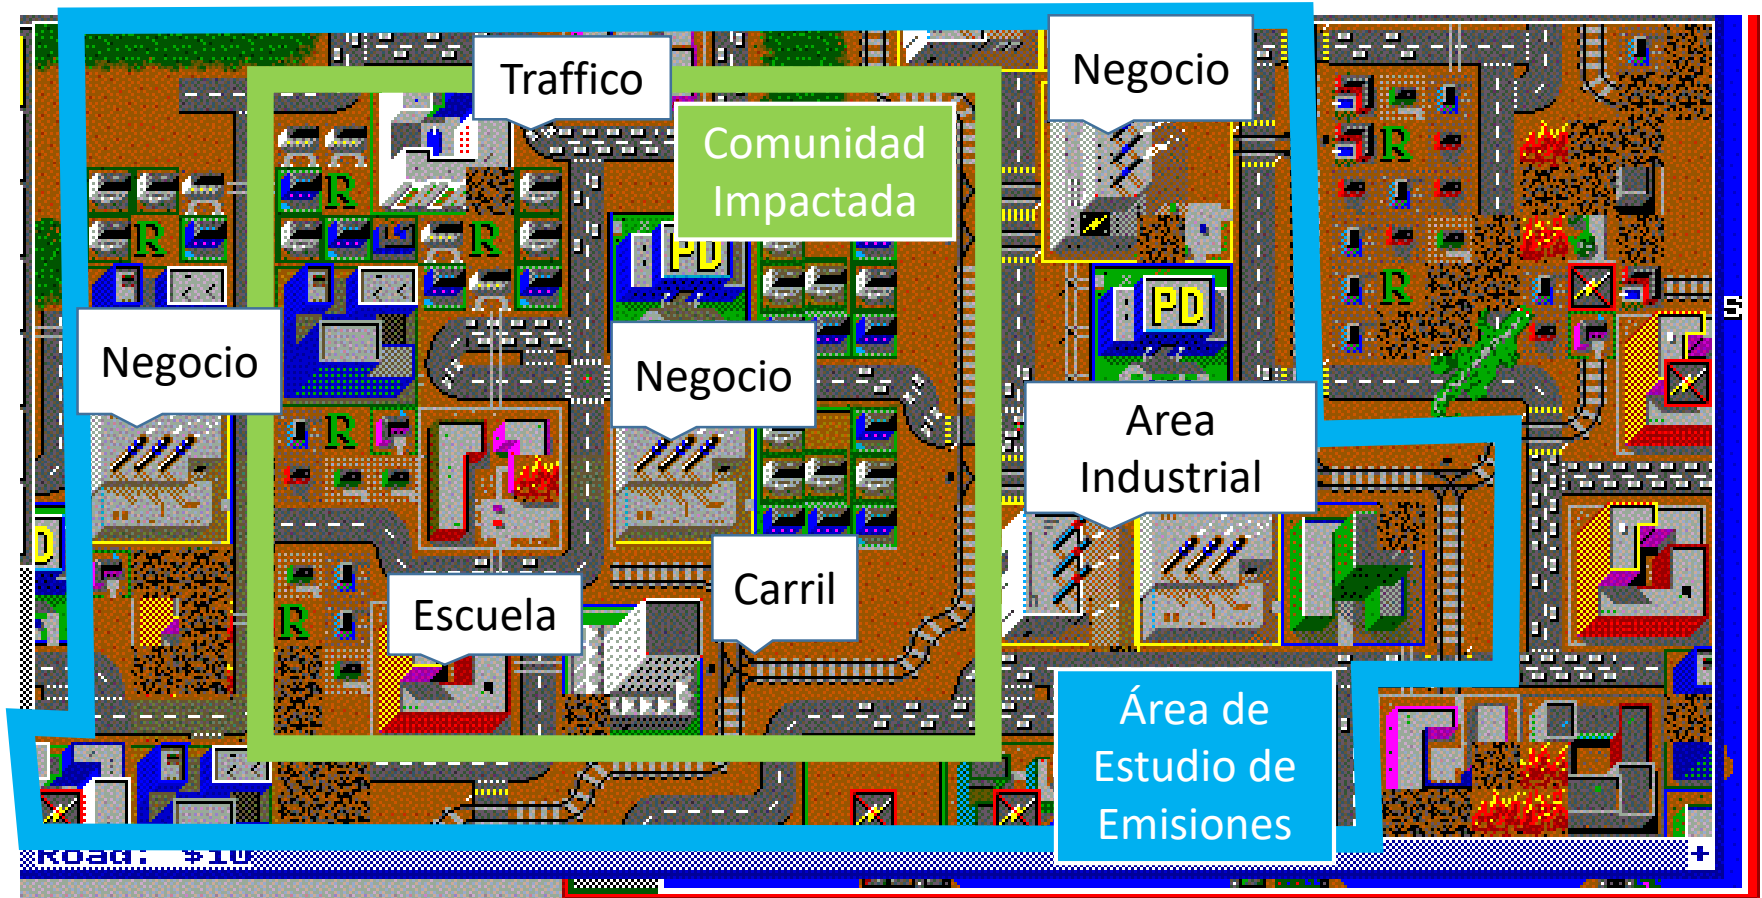 Traffico
Negocio
Comunidad
Impactada
R
R
R
R
R
PD
PD
R
S
Negocio
Negocio
R
Area
Industrial
D
Carril
Escuela
R
Área de
Estudio de
Emisiones
Road: $10
+